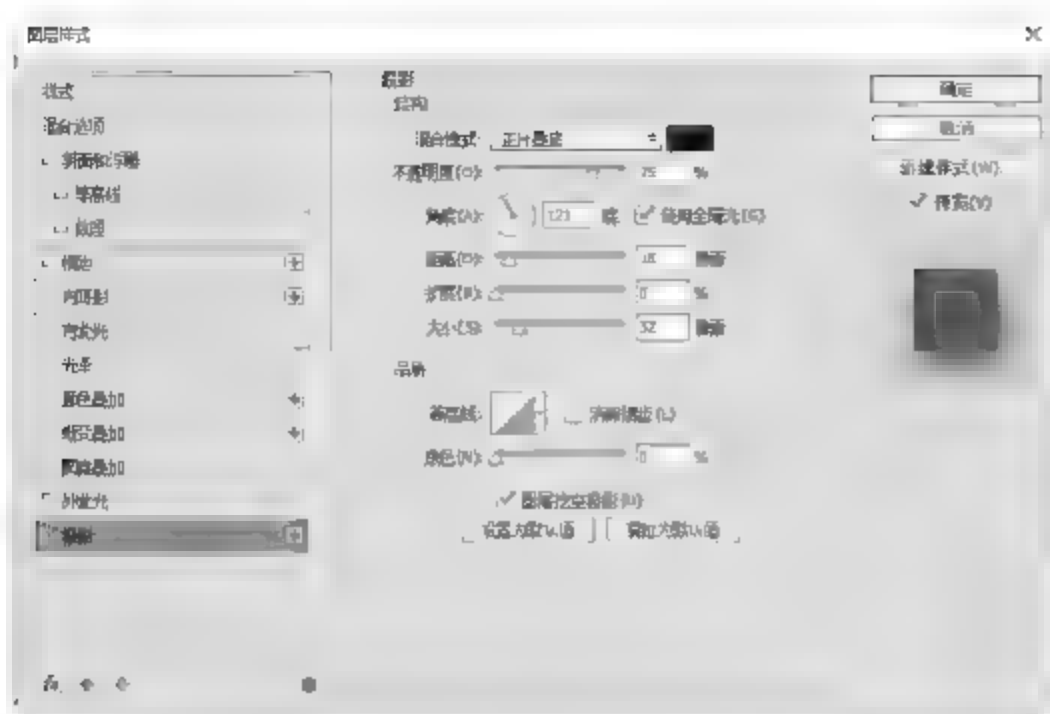 图层样式
样式
混合选项
斜面和浮雕
等高线
纹理
描边
内阴影
内发光
光泽
颜色叠加
渐变叠加
图案叠加
外发光
投影
投影
结构
混合模式: 正片叠底
不透明度(O): 75 %
角度(A): 121 度 使用全局光(G)
距离(D): 像素
扩展(R): 0 %
大小(S): 32 像素
品质
等高线: 消除锯齿(L)
杂色(N): 0 %
图层挖空投影(U)
设置为默认值 复位为默认值
确定
取消
新建样式(W)
预览(V)
fx